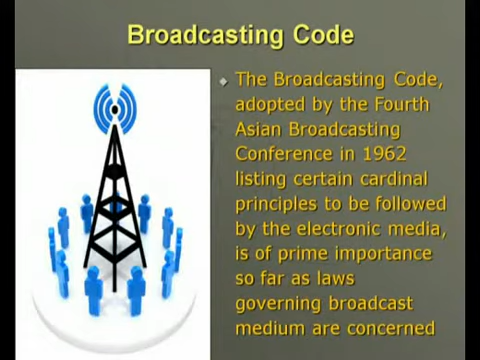 Broadcasting Code
The Broadcasting Code,
adopted by the Fourth
Asian Broadcasting
Conference in 1962
listing certain cardinal
principles to be followed
by the electronic media,
is of prime importance
so far as laws
governing broadcast
medium are concerned